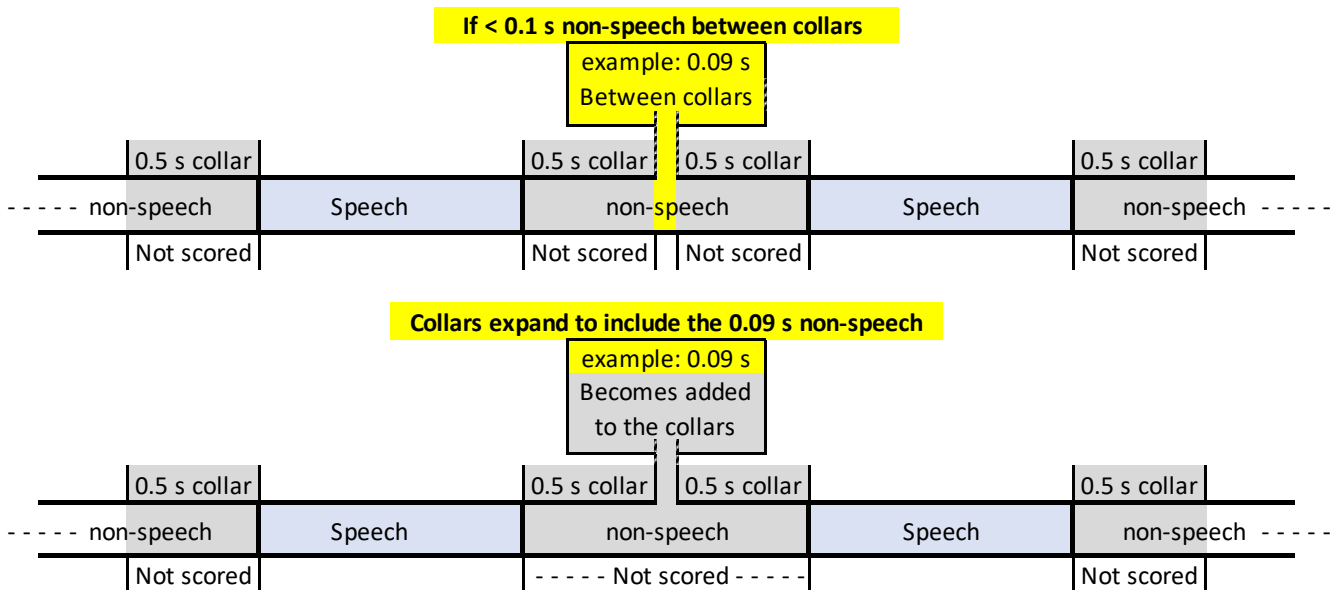 If < 0.1 s non-speech between collars
example: 0.09 s
Between collars
0.5 s collar 0.5 s collar 0.5 s collar 0.5 s collar
- - - - - non-speech Speech non-speech Speech non-speech - - - - -
Not scored Not scored Not scored Not scored
Collars expand to include the 0.09 s non-speech
example: 0.09 s
Becomes added
to the collars
0.5 s collar 0.5 s collar 0.5 s collar 0.5 s collar
- - - - - non-speech Speech non-speech Speech non-speech - - - - -
Not scored - - - - - Not scored - - - - - Not scored